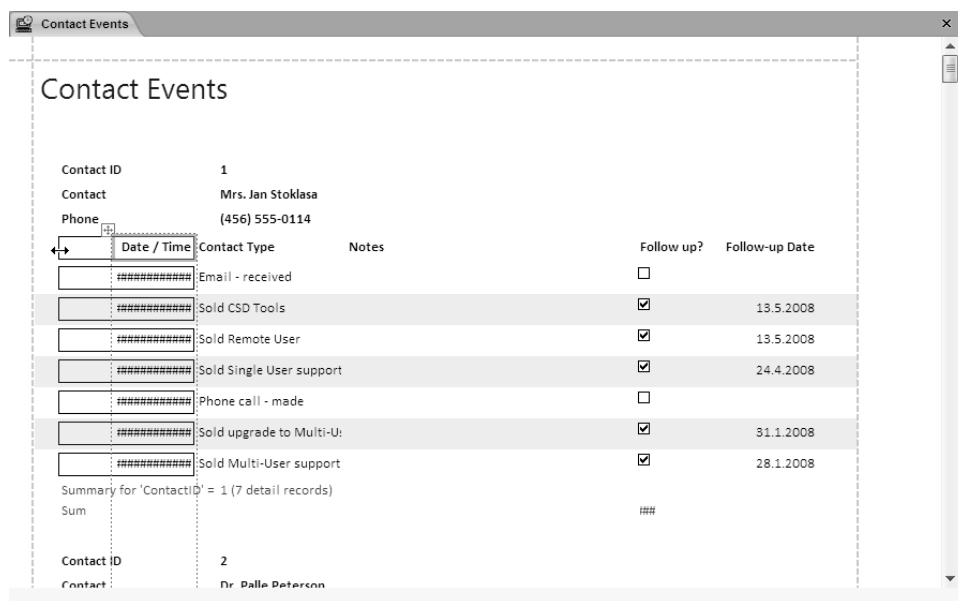 Contact Events
Contact Events
Contact ID 1
Contact Mrs. Jan Stoklasa
Phone (456) 555-0114
Date / Time Contact Type Notes Follow up? Follow-up Date
############ Email - received
############ Sold CSD Tools 13.5.2008
############ Sold Remote User 13.5.2008
############ Sold Single User support 24.4.2008
############ Phone call - made
############ Sold upgrade to Multi-U 31.1.2008
############ Sold Multi-User support 28.1.2008
Summary for 'ContactID' = 1 (7 detail records)
Sum ###
Contact ID 2
Contact Dr. Palle Peterson